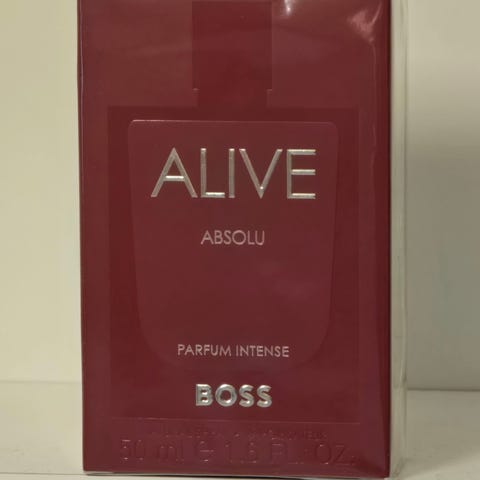 ALIVE
ABSOLU
PARFUM INTENSE
BOSS
50 ml ℮ 1.6 FL. OZ.